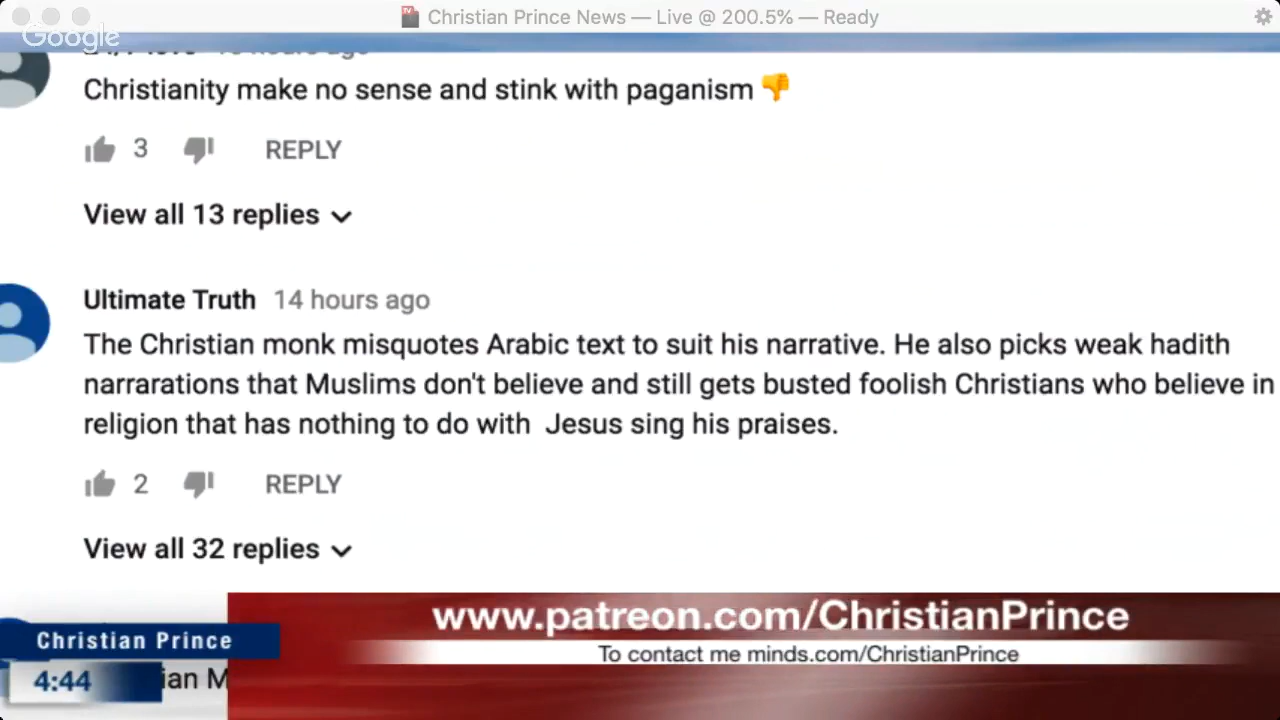 Christian Prince News — Live @ 200.5% — Ready
Google
Christianity make no sense and stink with paganism
3 REPLY
View all 13 replies
Ultimate Truth 14 hours ago
The Christian monk misquotes Arabic text to suit his narrative. He also picks weak hadith
narrarations that Muslims don't believe and still gets busted foolish Christians who believe in
religion that has nothing to do with Jesus sing his praises.
2 REPLY
View all 32 replies
www.patreon.com/ChristianPrince
Christian Prince
To contact me minds.com/ChristianPrince
4:44
ian M